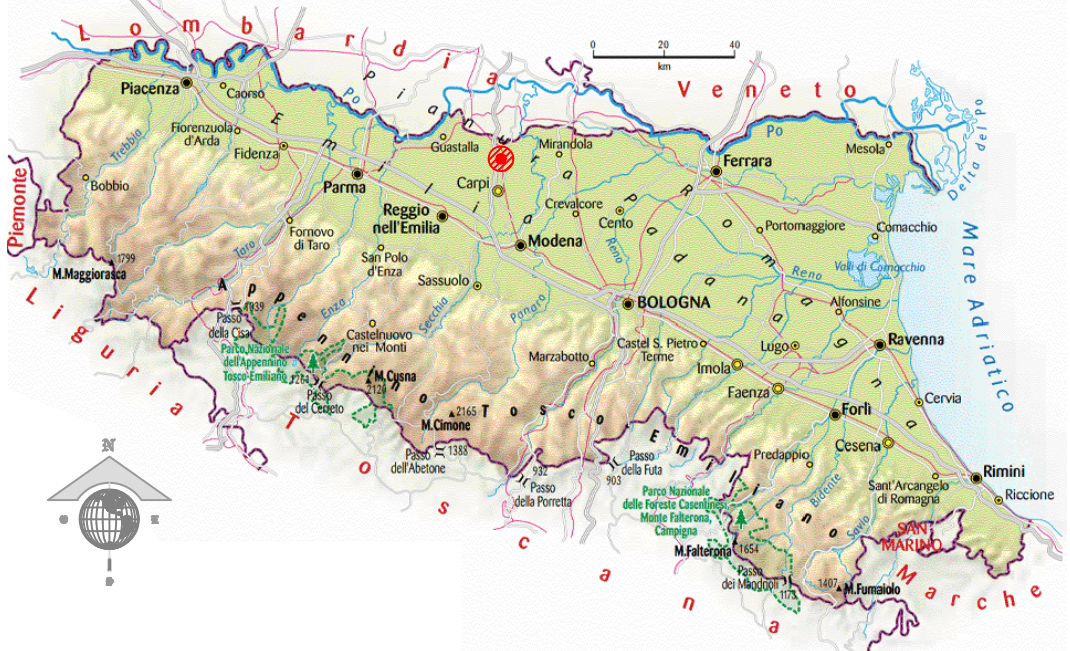 Lombardia
0 20 40
km
Veneto
Piacenza
Caorso
Po
Pianura Padana
Po
Delta del Po
Fiorenzuola
d'Arda
Trebbia
Emilia
Guastalla
Mirandola
Mesola
Fidenza
Ferrara
Bobbio
Parma
Carpi
Romagna
Piemonte
Reggio
nell'Emilia
Crevalcore
Cento
Portomaggiore
Comacchio
Fornovo
di Taro
Modena
Reno
Mare Adriatico
Taro
San Polo
d'Enza
1799
M.Maggiorasca
Sassuolo
Reno
Valli di Comacchio
Liguria
Appennino Tosco Emiliano
1039
Enza
Secchia
Panaro
BOLOGNA
Alfonsine
Passo
della Cisa
Castelnuovo
nei Monti
Castel S. Pietro
Terme
Lugo
Ravenna
Parco Nazionale
dell'Appennino
Tosco-Emiliano
Marzabotto
Imola
1261
M.Cusna
2120
Faenza
Passo
del Cerreto
Toscana
2165
M.Cimone
Forlì
Cervia
Passo
dell'Abetone
1388
Cesena
932
Passo
della Porretta
Passo
della Futa
903
Predappio
Rimini
Sant'Arcangelo
di Romagna
Riccione
Parco Nazionale
delle Foreste Casentinesi,
Monte Falterona,
Campigna
Bidente
Savio
SAN
MARINO
M.Falterona
1654
Passo
dei Mandrioli
1173
1407
M.Fumaiolo
Marche
N
O E
S